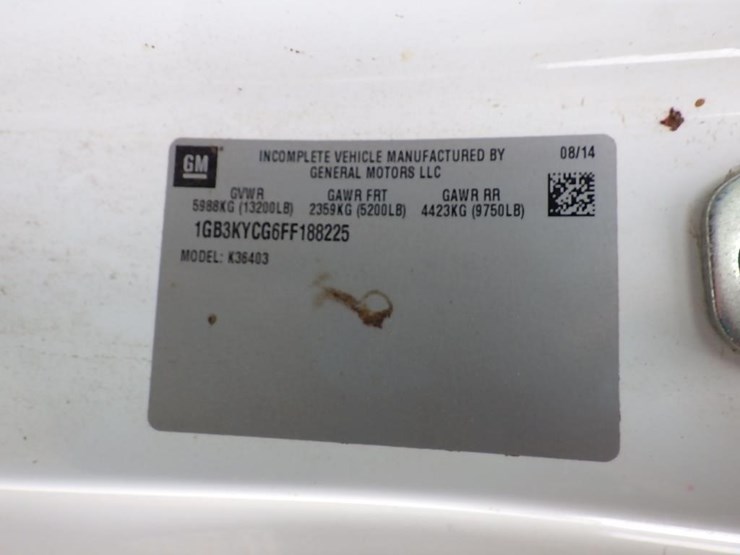 GM
INCOMPLETE VEHICLE MANUFACTURED BY
GENERAL MOTORS LLC
08/14
GVWR GAWR FRT GAWR RR
5988KG (13200LB) 2359KG (5200LB) 4423KG (9750LB)
1GB3KYCG6FF188225
MODEL: K36403